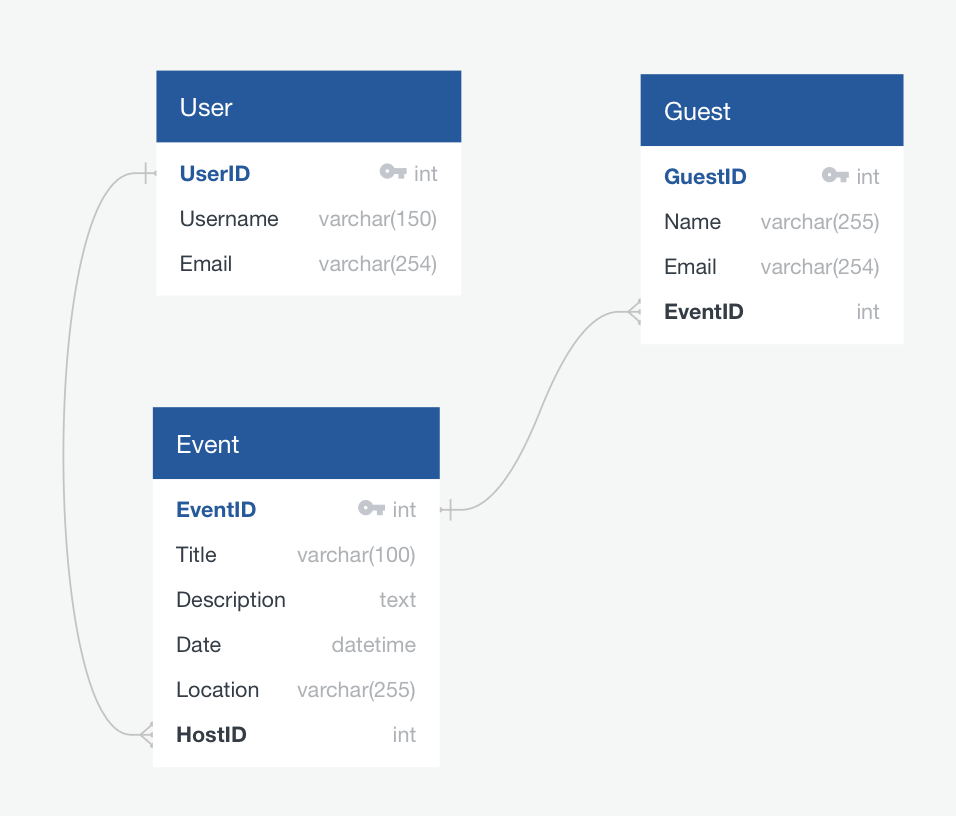 User
UserID int
Username varchar(150)
Email varchar(254)
Guest
GuestID int
Name varchar(255)
Email varchar(254)
EventID int
Event
EventID int
Title varchar(100)
Description text
Date datetime
Location varchar(255)
HostID int